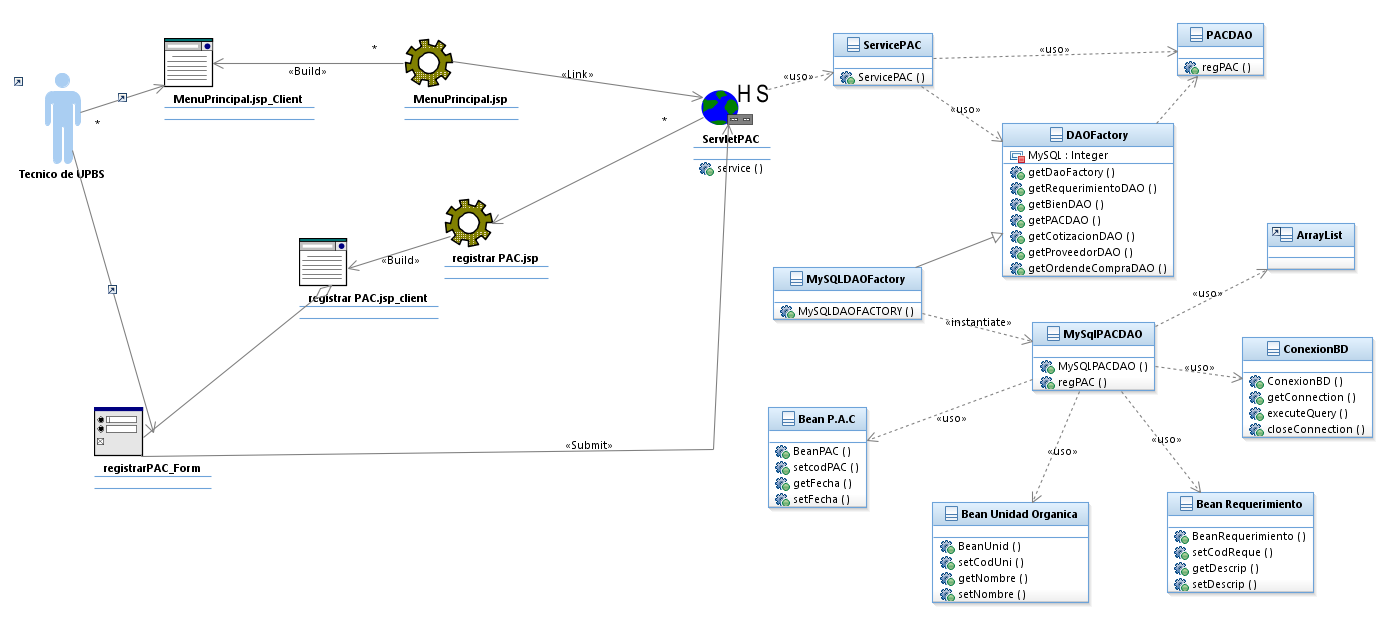 Tecnico de UPBS
*
MenuPrincipal.jsp_Client
«Build»
*
MenuPrincipal.jsp
«Link»
H S
*
ServletPAC
service ()
registrar PAC.jsp
«Build»
registrar PAC.jsp_client
registrarPAC_Form
«Submit»
«uso»
ServicePAC
ServicePAC ()
«uso»
PACDAO
regPAC ()
«uso»
DAOFactory
MySQL : Integer
getDaoFactory ()
getRequerimientoDAO ()
getBienDAO ()
getPACDAO ()
getCotizacionDAO ()
getProveedorDAO ()
getOrdendeCompraDAO ()
MySQLDAOFactory
MySQLDAOFACTORY ()
«instantiate»
ArrayList
«uso»
MySqlPACDAO
MySQlPACDAO ()
regPAC ()
«uso»
ConexionBD
ConexionBD ()
getConnection ()
executeQuery ()
closeConnection ()
«uso»
Bean P.A.C
BeanPAC ()
setcodPAC ()
getFecha ()
setFecha ()
«uso»
Bean Unidad Organica
BeanUnid ()
setCodUni ()
getNombre ()
setNombre ()
«uso»
Bean Requerimiento
BeanRequerimiento ()
setCodReque ()
getDescrip ()
setDescrip ()